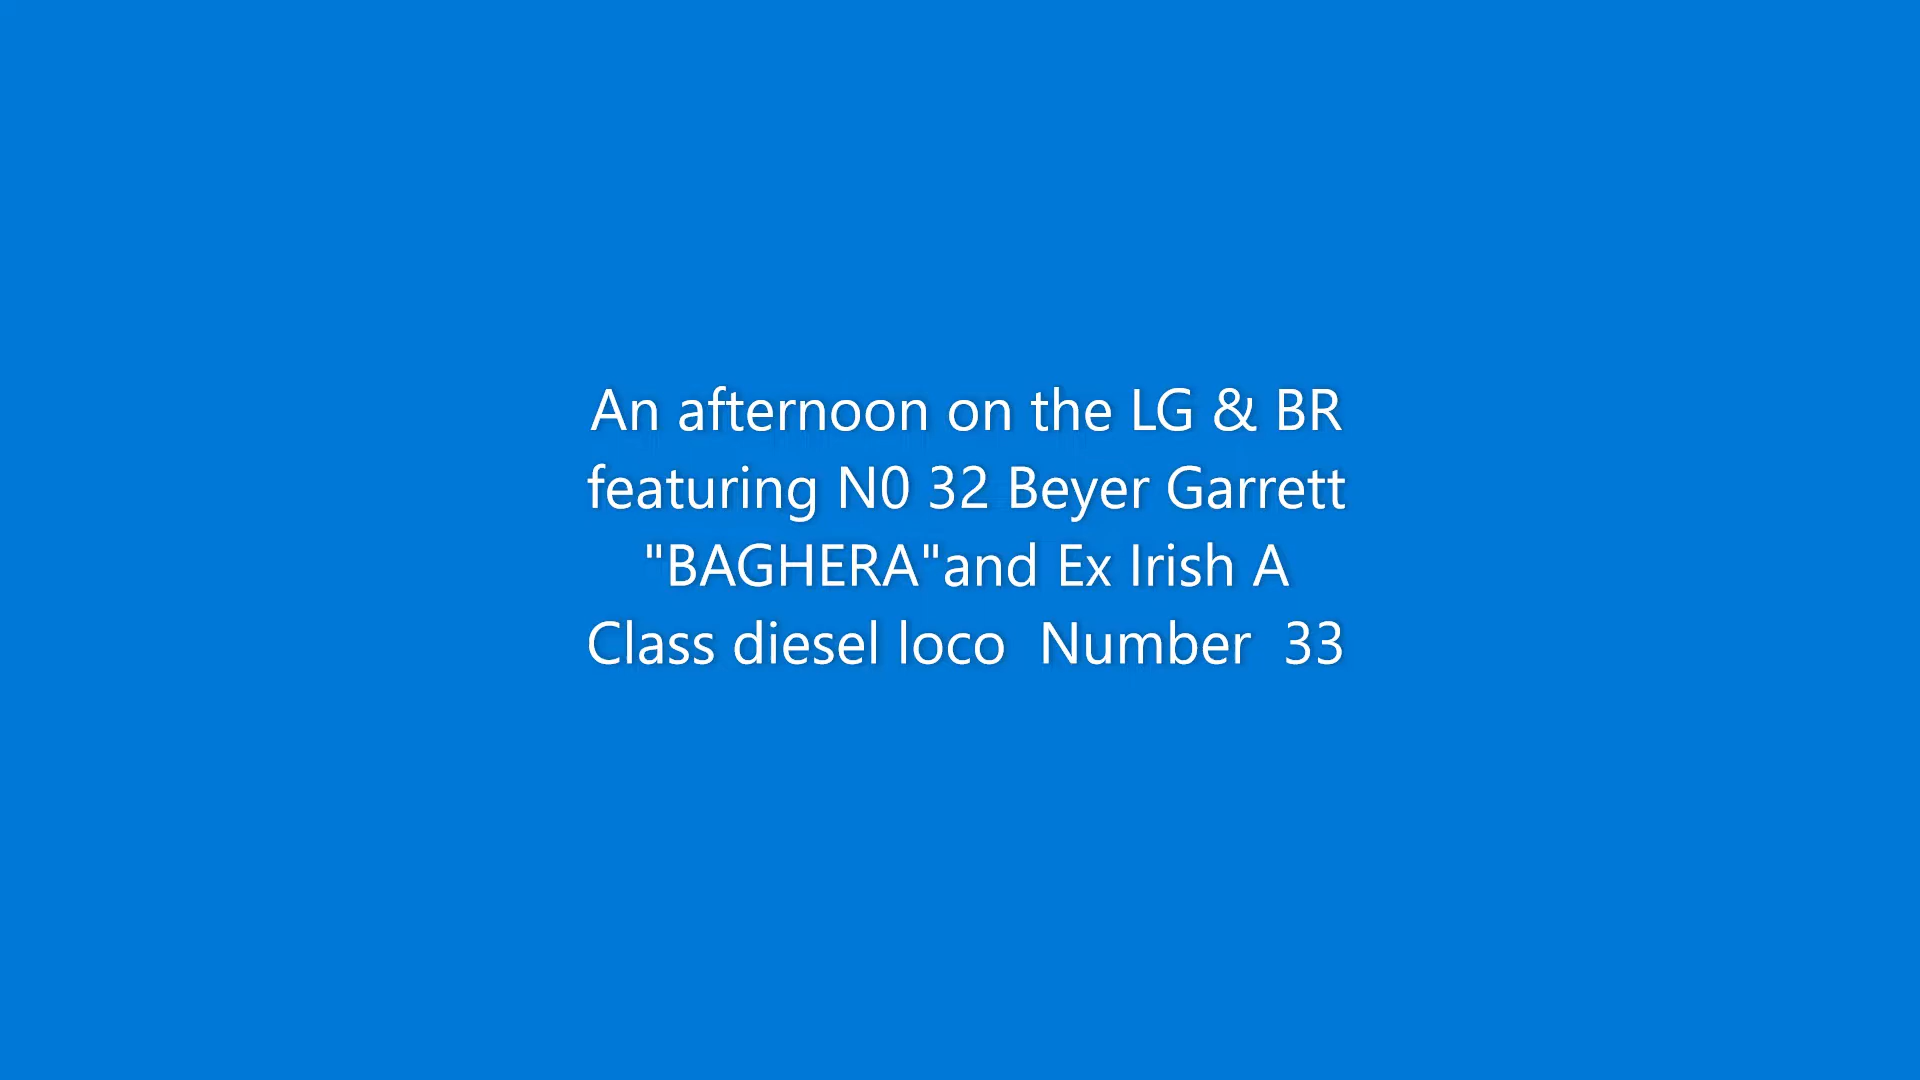 An afternoon on the LG & BR
featuring N0 32 Beyer Garrett
"BAGHERA"and Ex Irish A
Class diesel loco  Number  33